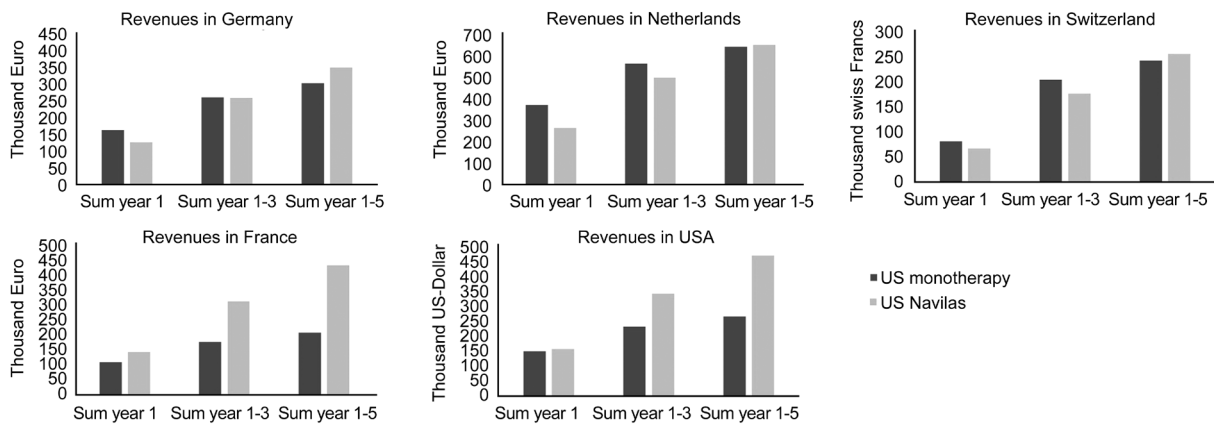 Revenues in Germany
Thousand Euro
450
400
350
300
250
200
150
100
50
0
Sum year 1 Sum year 1-3 Sum year 1-5
Revenues in Netherlands
Thousand Euro
700
600
500
400
300
200
100
0
Sum year 1 Sum year 1-3 Sum year 1-5
Revenues in Switzerland
Thousand swiss Francs
300
250
200
150
100
50
0
Sum year 1 Sum year 1-3 Sum year 1-5
Revenues in France
Thousand Euro
500
450
400
350
300
250
200
150
100
50
0
Sum year 1 Sum year 1-3 Sum year 1-5
Revenues in USA
Thousand US-Dollar
500
450
400
350
300
250
200
150
100
50
0
Sum year 1 Sum year 1-3 Sum year 1-5
US monotherapy
US Navilas